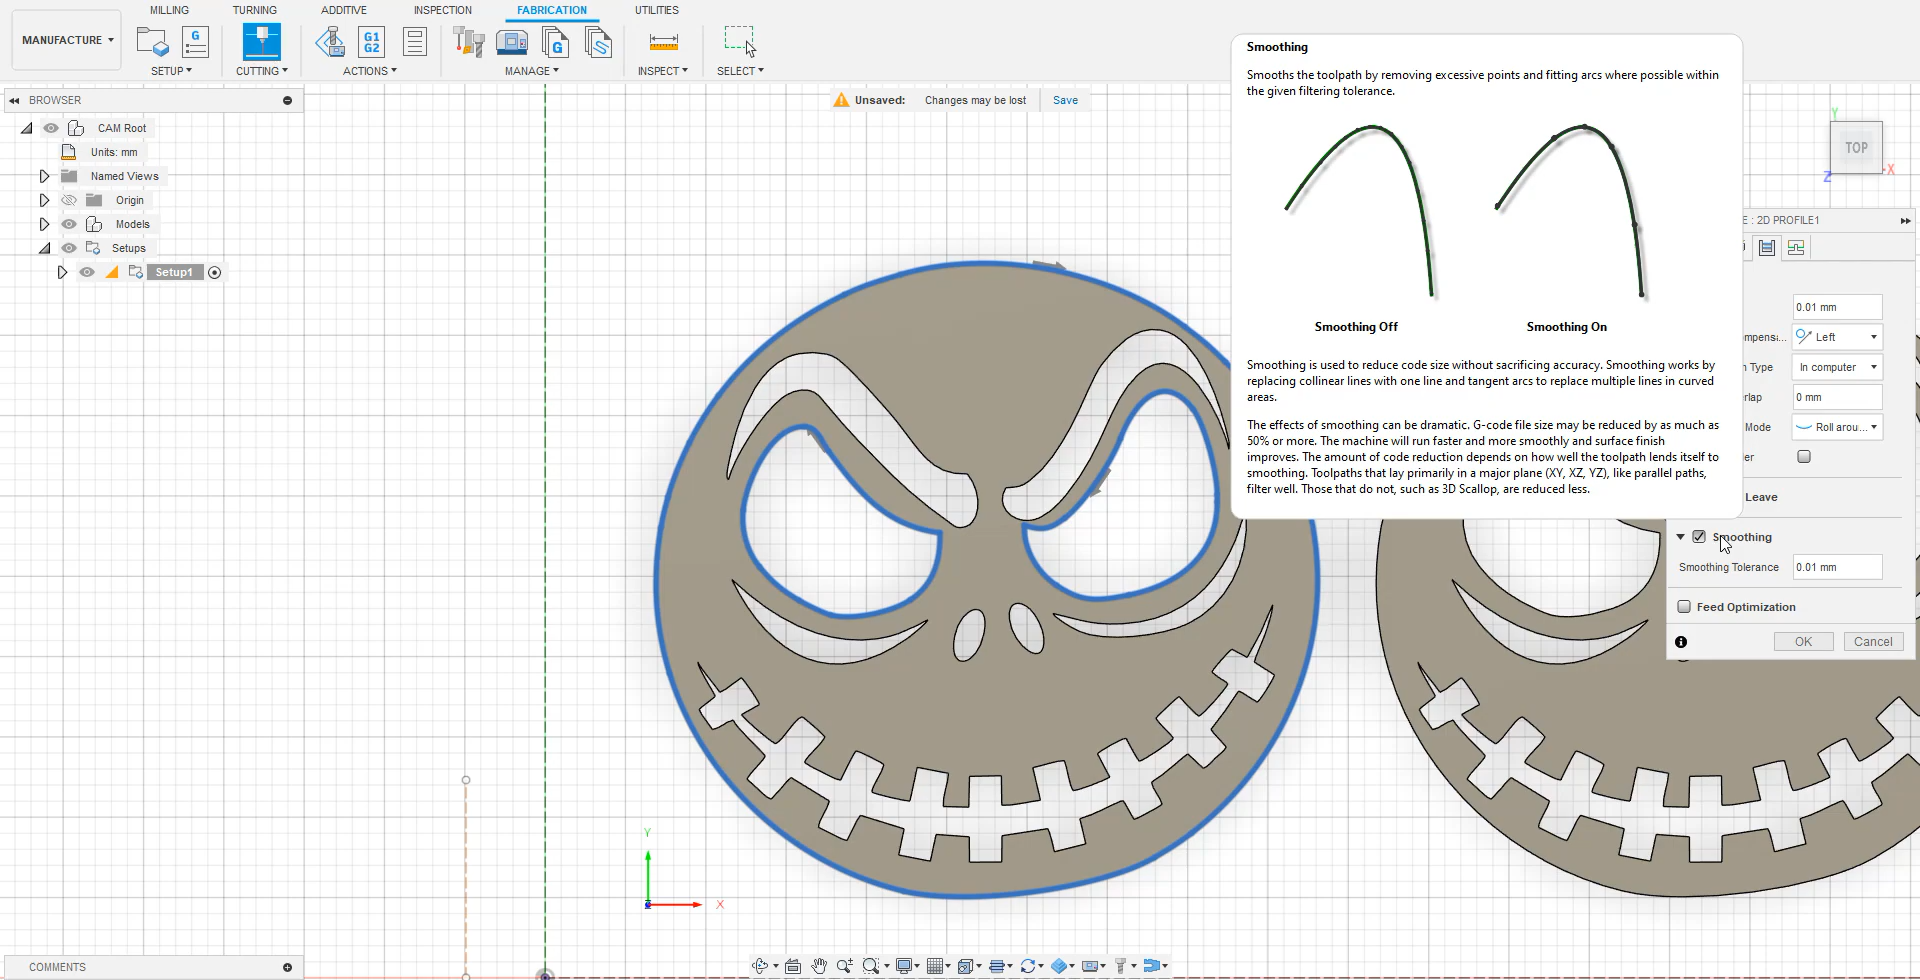 MILLING
TURNING
ADDITIVE
INSPECTION
FABRICATION
UTILITIES
MANUFACTURE
G
G1
G2
G
SETUP
CUTTING
ACTIONS
MANAGE
INSPECT
SELECT
BROWSER
CAM Root
Units: mm
Named Views
Origin
Models
Setups
Setup1
Unsaved: Changes may be lost Save
Smoothing
Smooths the toolpath by removing excessive points and fitting arcs where possible within
the given filtering tolerance.
Smoothing Off
Smoothing On
Smoothing is used to reduce code size without sacrificing accuracy. Smoothing works by
replacing collinear lines with one line and tangent arcs to replace multiple lines in curved
areas.
The effects of smoothing can be dramatic. G-code file size may be reduced by as much as
50% or more. The machine will run faster and more smoothly and surface finish
improves. The amount of code reduction depends on how well the toolpath lends itself to
smoothing. Toolpaths that lay primarily in a major plane (XY, XZ, YZ), like parallel paths,
filter well. Those that do not, such as 3D Scallop, are reduced less.
Y
TOP
Z
X
E : 2D PROFILE1
0.01 mm
mpensa... Left
n Type In computer
rlap 0 mm
Mode Roll arou...
er
Leave
Smoothing
Smoothing Tolerance 0.01 mm
Feed Optimization
OK
Cancel
Y
X
COMMENTS